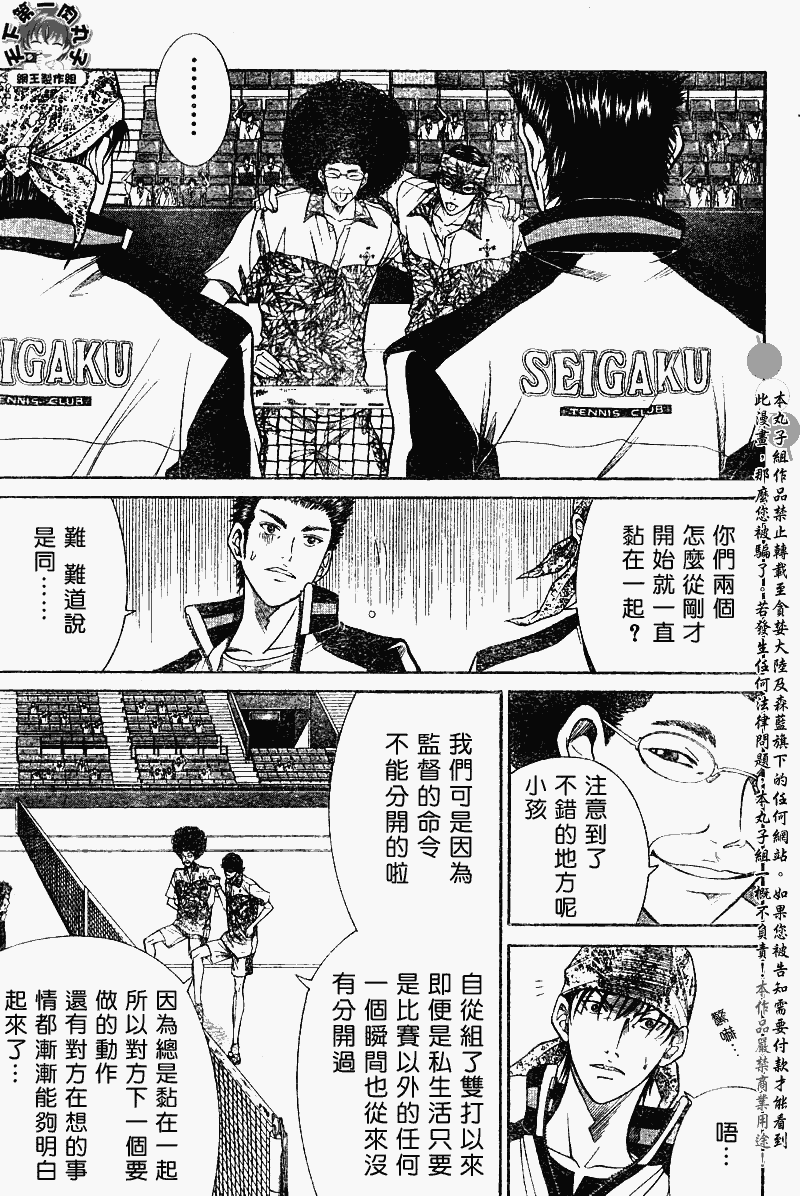 天下第一肉丸子
網王製作組
………
SEIGAKU
TENNIS CLUB
IGAKU
ENNIS CLUB
你們兩個
怎麼從剛才
開始就一直
黏在一起?
難 難道說
是同……
注意到了
不錯的地方呢
小孩
我們可是因為
監督的命令
不能分開的啦
驚嚇…
唔…
自從組了雙打以來
即便是私生活只要
是比賽以外的任何
一個瞬間也從來沒
有分開過
因為總是黏在一起
所以對方下一個要
做的動作
還有對方在想的事
情都漸漸能夠明白
起來了…
本丸子組作品禁止轉載至貪婪大陸及森藍旗下的任何網站。如果您被告知需要付款才能看到
此漫畫,那麼您被騙了。若發生任何法律問題,本丸子組一概不負責!本作品嚴禁商業用途!